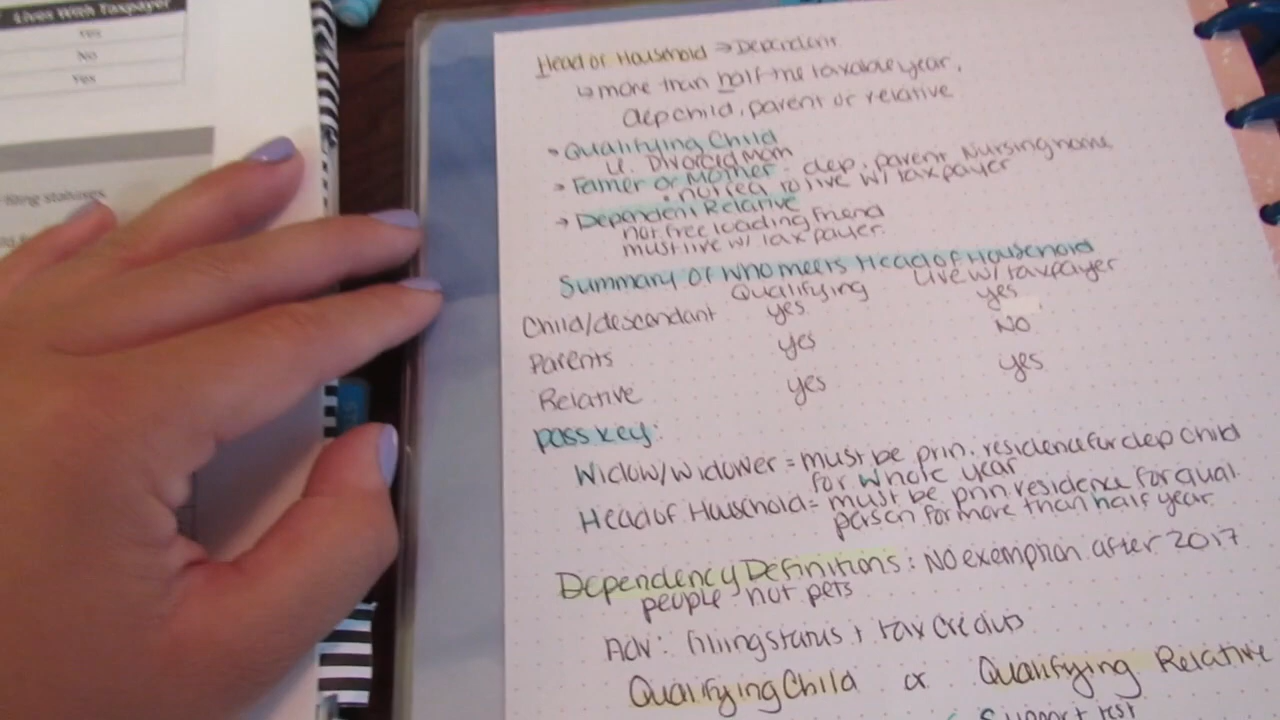 Lives With Taxpayer
Yes
No
Yes
filing statuses
Head of Household → Dependent
↳ more than half the taxable year.
dep child, parent or relative
→ Qualifying Child
ie. Divorced Mom
→ Father or Mother - dep. parent Nursing home
• not req to live w/ taxpayer
→ Dependent Relative
not free loading friend
must live w/ taxpayer.
Summary of who meets Head of Household
Qualifying Live w/ taxpayer
Child/descendant yes yes
Parents yes NO
Relative yes yes
pass key:
Widow/Widower = must be prin. residence for dep child
for whole year
Head of Household = must be prin residence for qual.
person for more than half year.
Dependency Definitions: NO exemption after 2017
people not pets
Adv: filing status + tax credits
Qualifying Child or Qualifying Relative
Support test